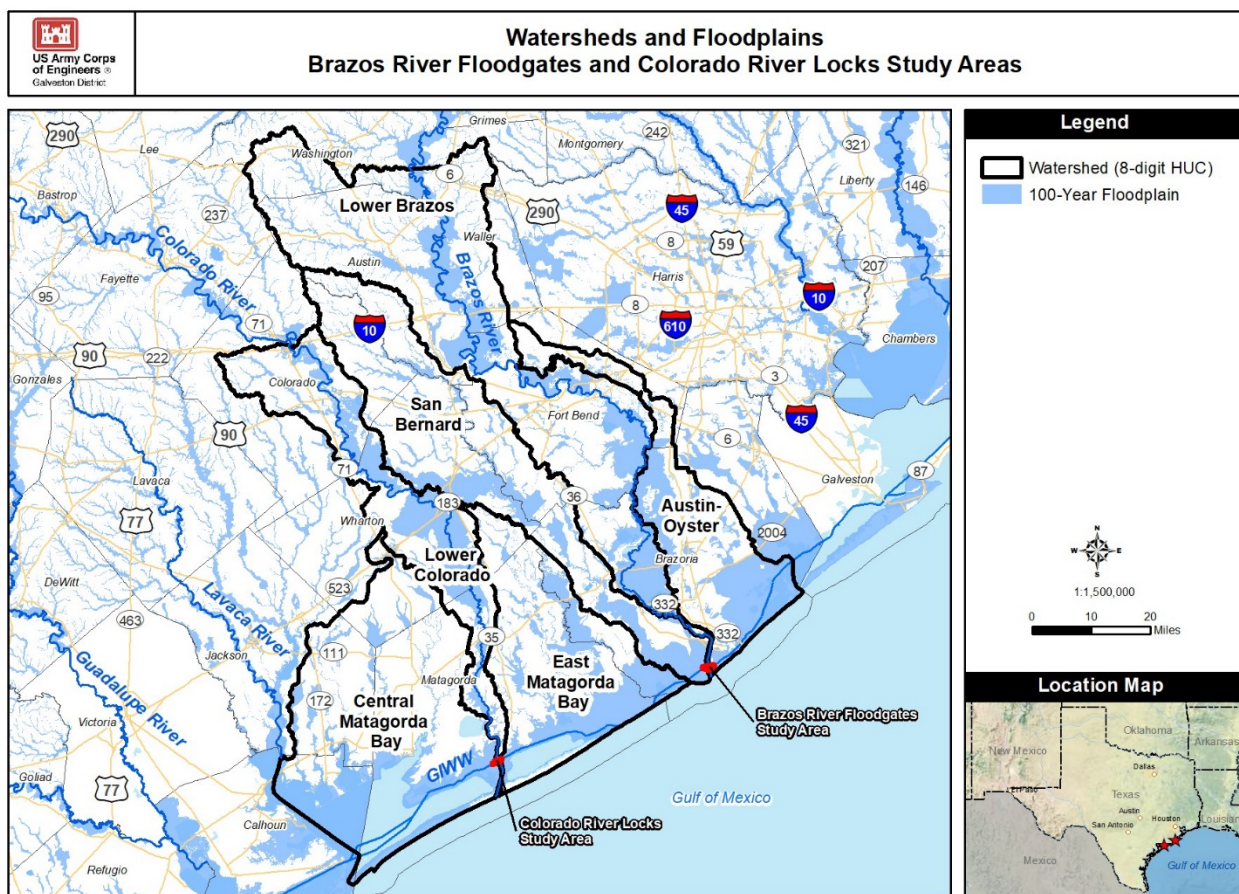 US Army Corps
of Engineers ®
Galveston District
Watersheds and Floodplains
Brazos River Floodgates and Colorado River Locks Study Areas
290
Lee
Washington
Grimes
Montgomery
242
321
Liberty
146
Bastrop
237
Lower Brazos
6
290
45
8
59
Waller
Colorado River
Austin
Brazos River
Harris
207
Fayette
95
71
10
8
610
10
Chambers
90
222
Gonzales
Colorado
3
San
Bernard
Fort Bend
45
90
6
Lavaca
71
87
Galveston
77
183
36
Austin-
Oyster
2004
Wharton
Lower
Colorado
Brazoria
DeWitt
523
332
463
Lavaca River
35
332
Jackson
111
East
Matagorda
Bay
Guadalupe River
Matagorda
172
Central
Matagorda
Bay
Victoria
Brazos River Floodgates
Study Area
GIWW
Goliad
77
Gulf of Mexico
Calhoun
Colorado River Locks
Study Area
Refugio
Legend
Watershed (8-digit HUC)
100-Year Floodplain
N
W E
S
1:1,500,000
0 10 20
Miles
Location Map
Oklahoma
New Mexico
Arkansas
Dallas
El Paso
Texas
Austin
Houston
San Antonio
Louisiana
Mexico
Gulf of Mexico